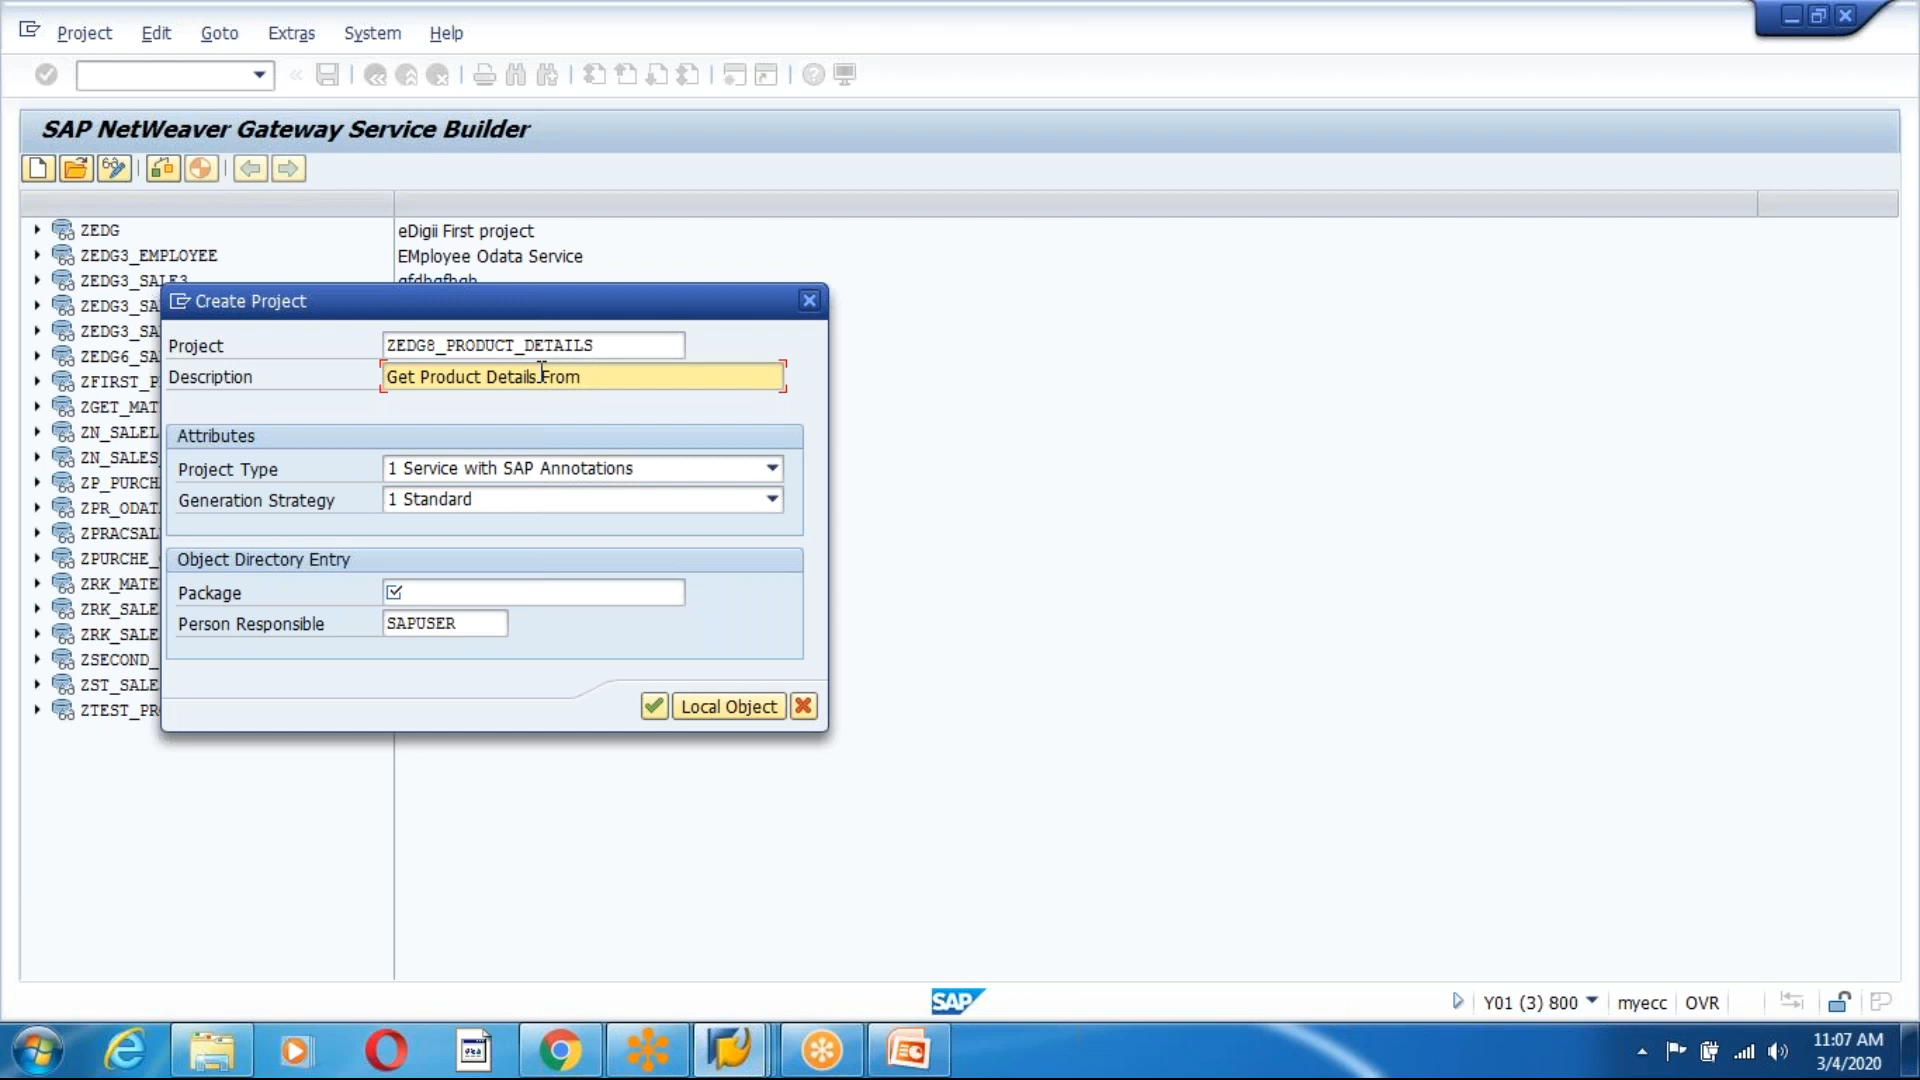 Project Edit Goto Extras System Help
SAP NetWeaver Gateway Service Builder
ZEDG eDigii First project
ZEDG3_EMPLOYEE EMployee Odata Service
ZEDG3_SALE3 gfdhgfhgh
ZEDG3_SA
ZEDG3_SA
ZEDG6_SA
ZFIRST_P
ZGET_MAT
ZN_SALEL
ZN_SALES
ZP_PURCH
ZPR_ODAT
ZPRACSAL
ZPURCHE_
ZRK_MATE
ZRK_SALE
ZRK_SALE
ZSECOND_
ZST_SALE
ZTEST_PR
Create Project
Project ZEDG8_PRODUCT_DETAILS
Description Get Product Details From
Attributes
Project Type 1 Service with SAP Annotations
Generation Strategy 1 Standard
Object Directory Entry
Package
Person Responsible SAPUSER
Local Object
SAP
Y01 (3) 800 myecc OVR
11:07 AM
3/4/2020